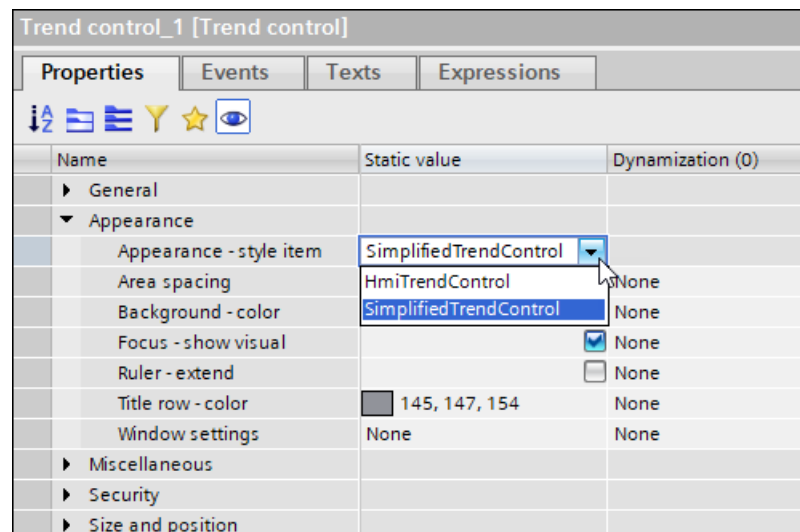 Trend control_1 [Trend control]
Properties Events Texts Expressions
Name Static value Dynamization (0)
General
Appearance
Appearance - style item SimplifiedTrendControl
Area spacing HmiTrendControl None
Background - color SimplifiedTrendControl None
Focus - show visual None
Ruler - extend None
Title row - color 145, 147, 154 None
Window settings None None
Miscellaneous
Security
Size and position